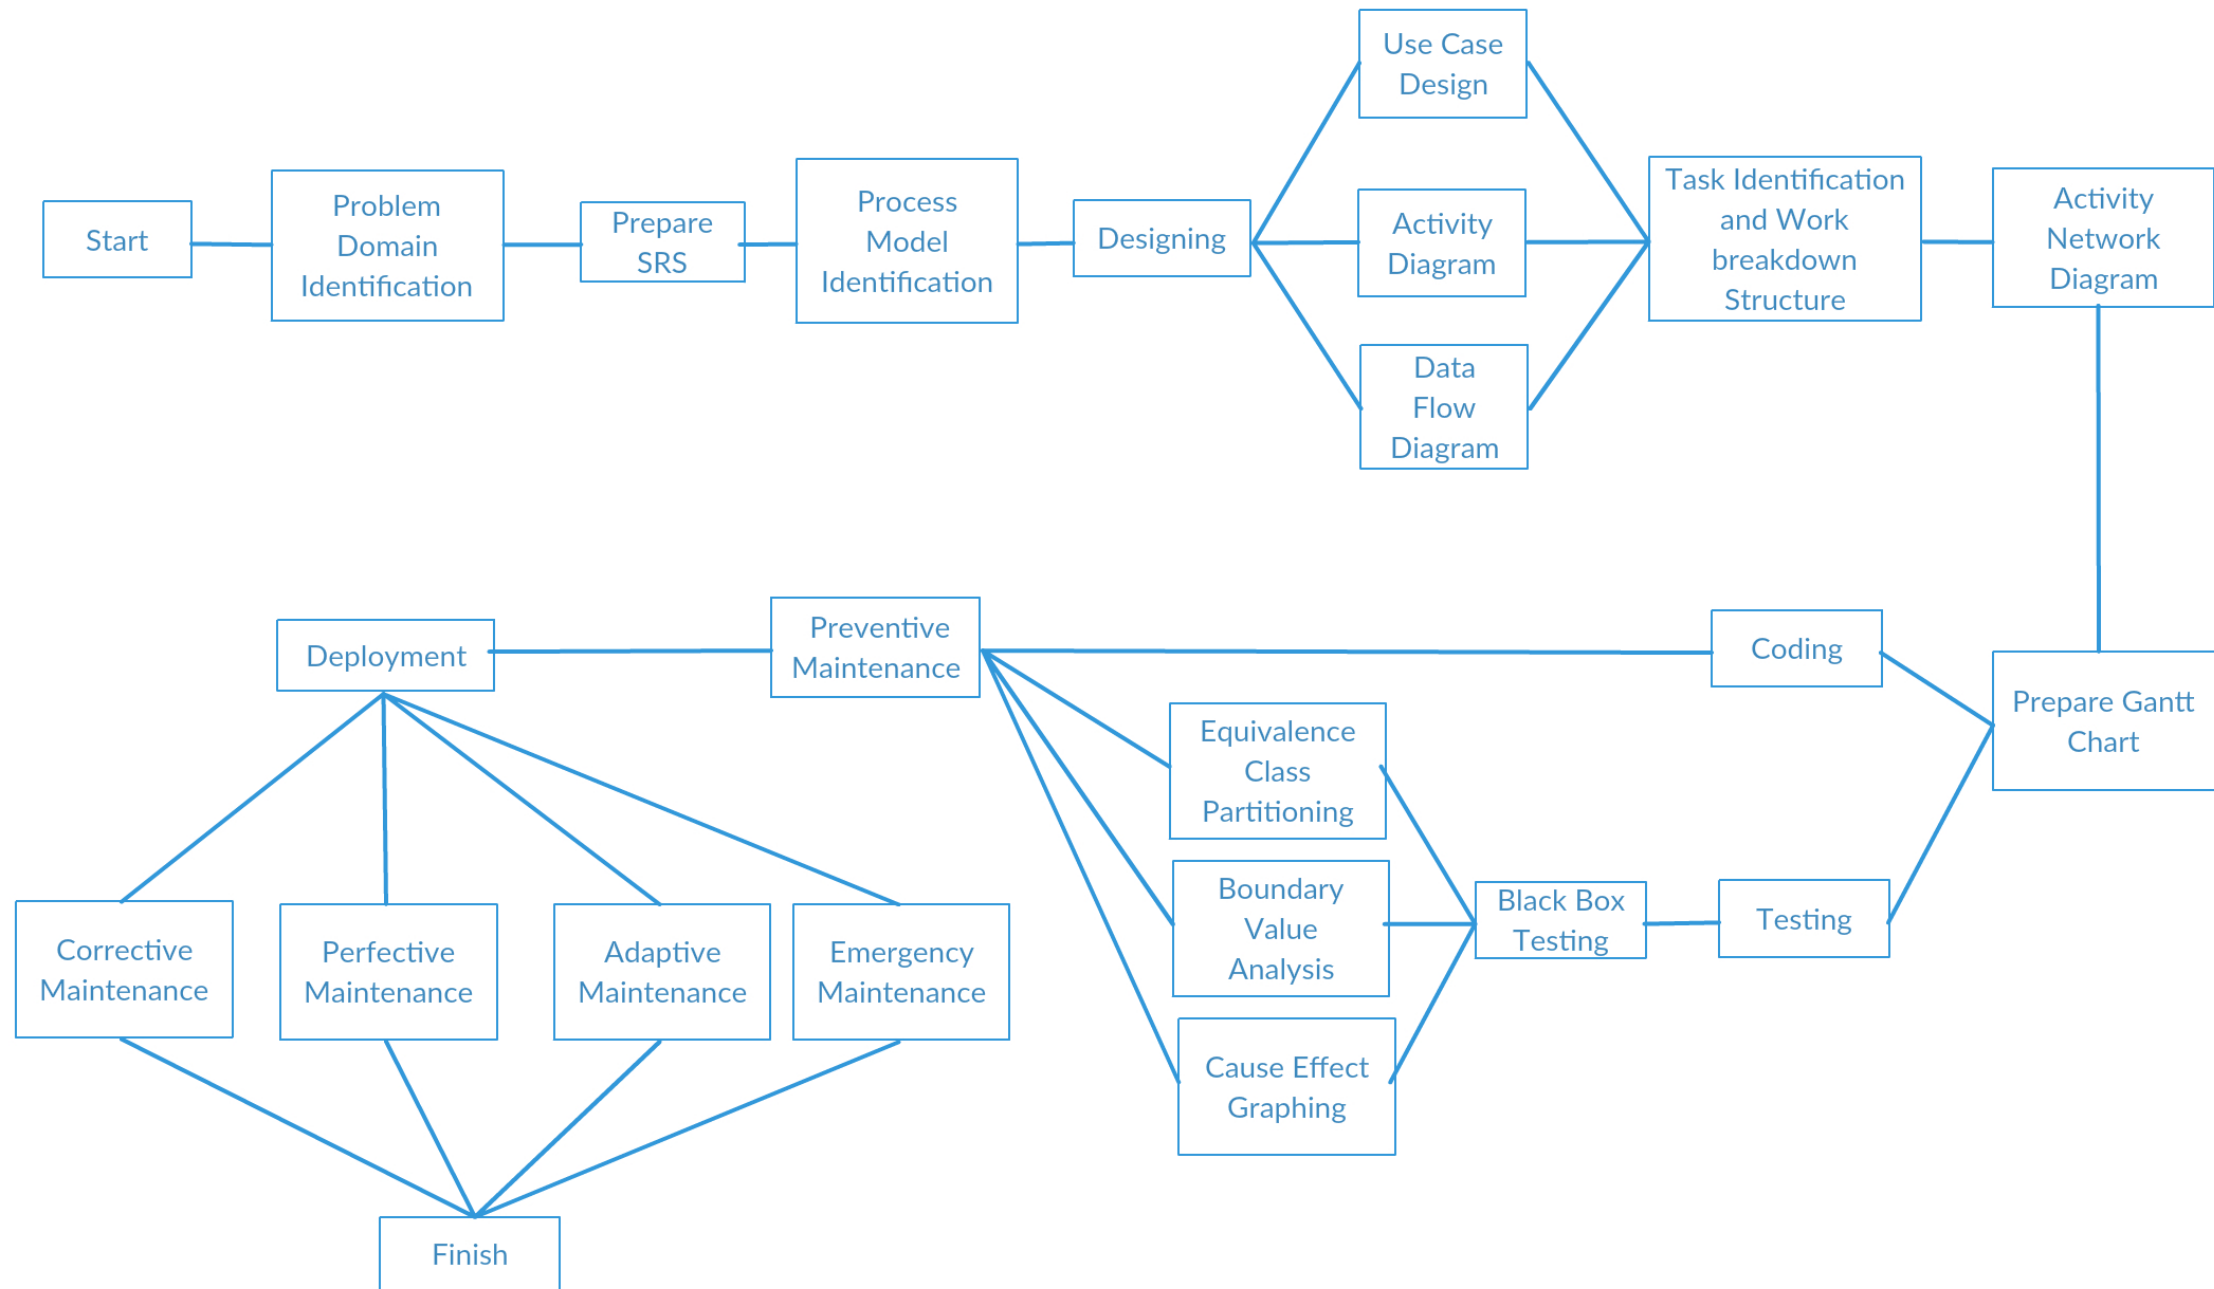 Start
Problem
Domain
Identification
Prepare
SRS
Process
Model
Identification
Designing
Use Case
Design
Activity
Diagram
Data
Flow
Diagram
Task Identification
and Work
breakdown
Structure
Activity
Network
Diagram
Prepare Gantt
Chart
Coding
Testing
Black Box
Testing
Equivalence
Class
Partitioning
Boundary
Value
Analysis
Cause Effect
Graphing
Preventive
Maintenance
Deployment
Corrective
Maintenance
Perfective
Maintenance
Adaptive
Maintenance
Emergency
Maintenance
Finish